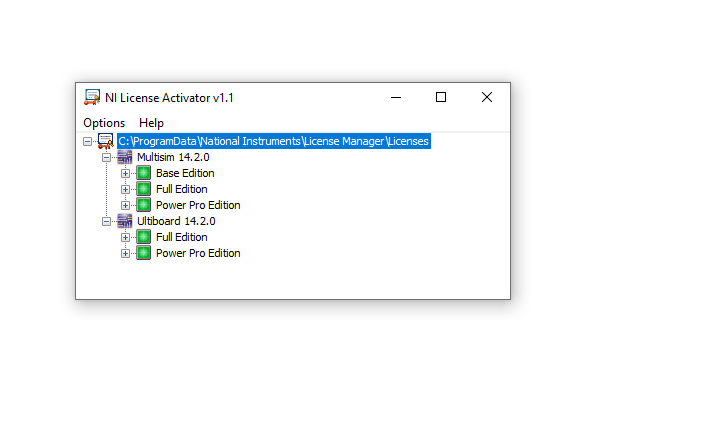 NI License Activator v1.1
Options Help
C:\ProgramData\National Instruments\License Manager\Licenses
Multisim 14.2.0
Base Edition
Full Edition
Power Pro Edition
Ultiboard 14.2.0
Full Edition
Power Pro Edition